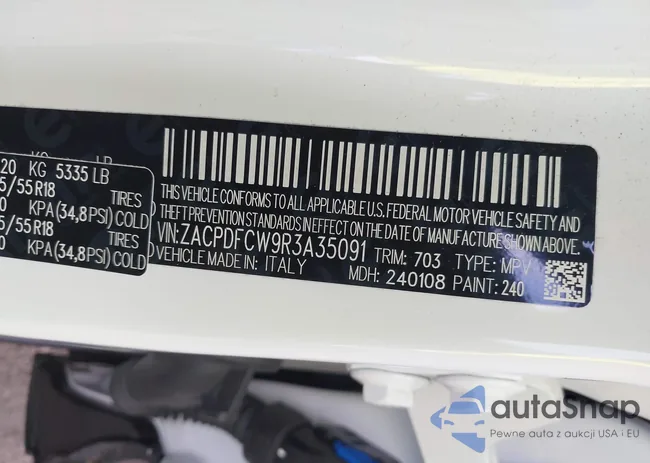 20 KG 5335 LB
5/55R18 TIRES
0 KPA(34,8PSI) COLD
5/55R18 TIRES
0 KPA(34,8PSI) COLD
THIS VEHICLE CONFORMS TO ALL APPLICABLE U.S. FEDERAL MOTOR VEHICLE SAFETY AND
THEFT PREVENTION STANDARDS IN EFFECT ON THE DATE OF MANUFACTURE SHOWN ABOVE.
VIN:ZACPDFCW9R3A35091 TRIM: 703 TYPE: MPV
VEHICLE MADE IN: ITALY MDH: 240108 PAINT: 240
autaSnap
Pewne auta z aukcji USA i EU